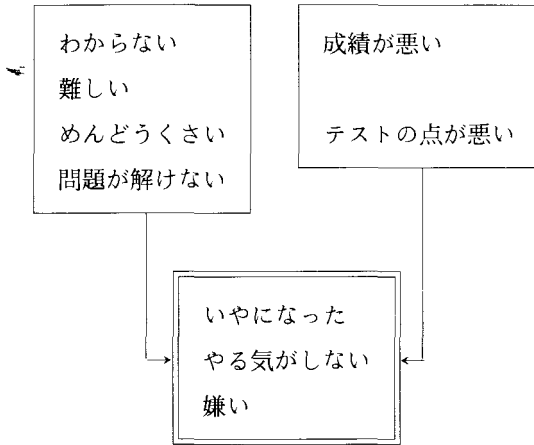 わからない
難しい
めんどうくさい
問題が解けない
成績が悪い
テストの点が悪い
いやになった
やる気がしない
嫌い